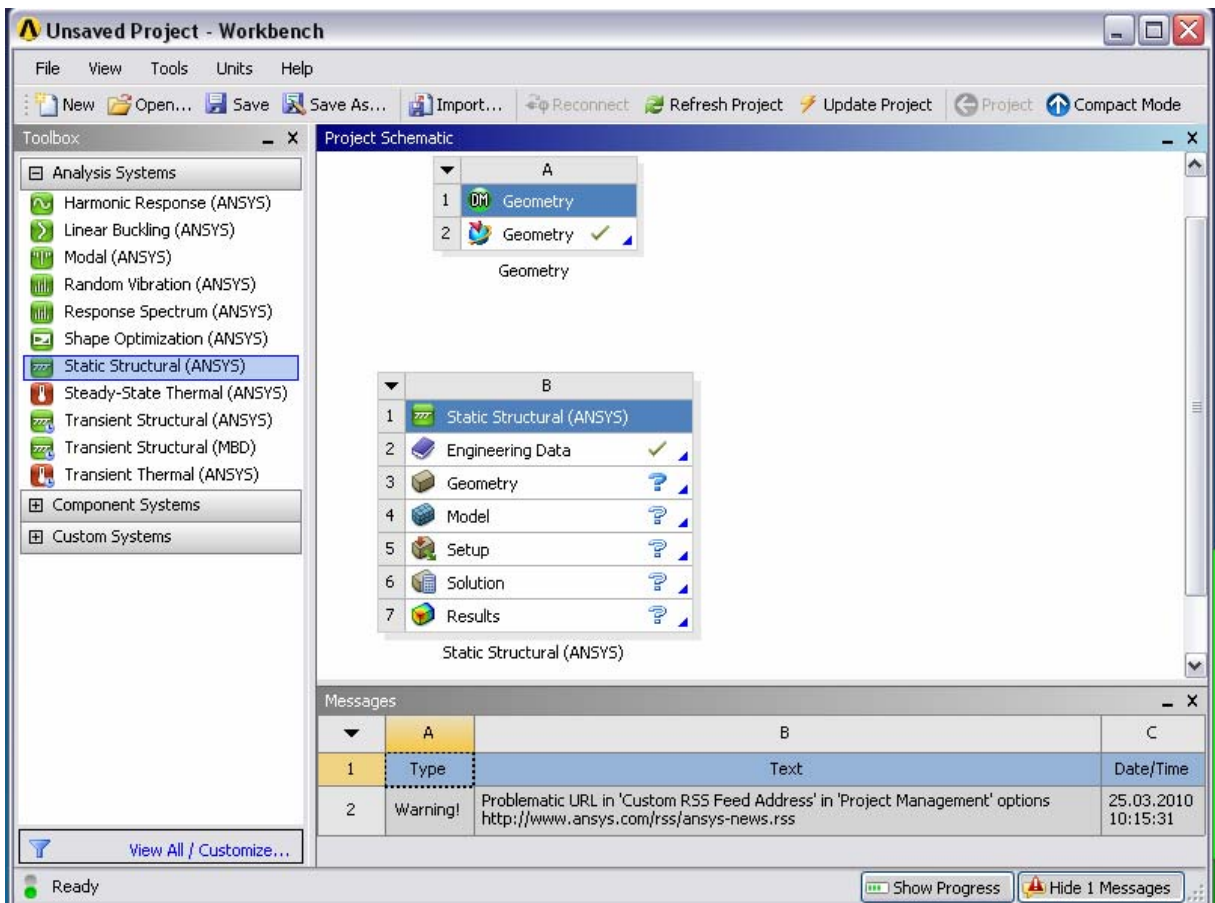 Unsaved Project - Workbench
File View Tools Units Help
New Open... Save Save As... Import... Reconnect Refresh Project Update Project Project Compact Mode
Toolbox
Analysis Systems
Harmonic Response (ANSYS)
Linear Buckling (ANSYS)
Modal (ANSYS)
Random Vibration (ANSYS)
Response Spectrum (ANSYS)
Shape Optimization (ANSYS)
Static Structural (ANSYS)
Steady-State Thermal (ANSYS)
Transient Structural (ANSYS)
Transient Structural (MBD)
Transient Thermal (ANSYS)
Component Systems
Custom Systems
View All / Customize...
Project Schematic
A
1 DM Geometry
2 Geometry
Geometry
B
1 Static Structural (ANSYS)
2 Engineering Data
3 Geometry
4 Model
5 Setup
6 Solution
7 Results
Static Structural (ANSYS)
Messages
A B C
1 Type Text Date/Time
2 Warning! Problematic URL in 'Custom RSS Feed Address' in 'Project Management' options 25.03.2010
http://www.ansys.com/rss/ansys-news.rss 10:15:31
Ready Show Progress Hide 1 Messages